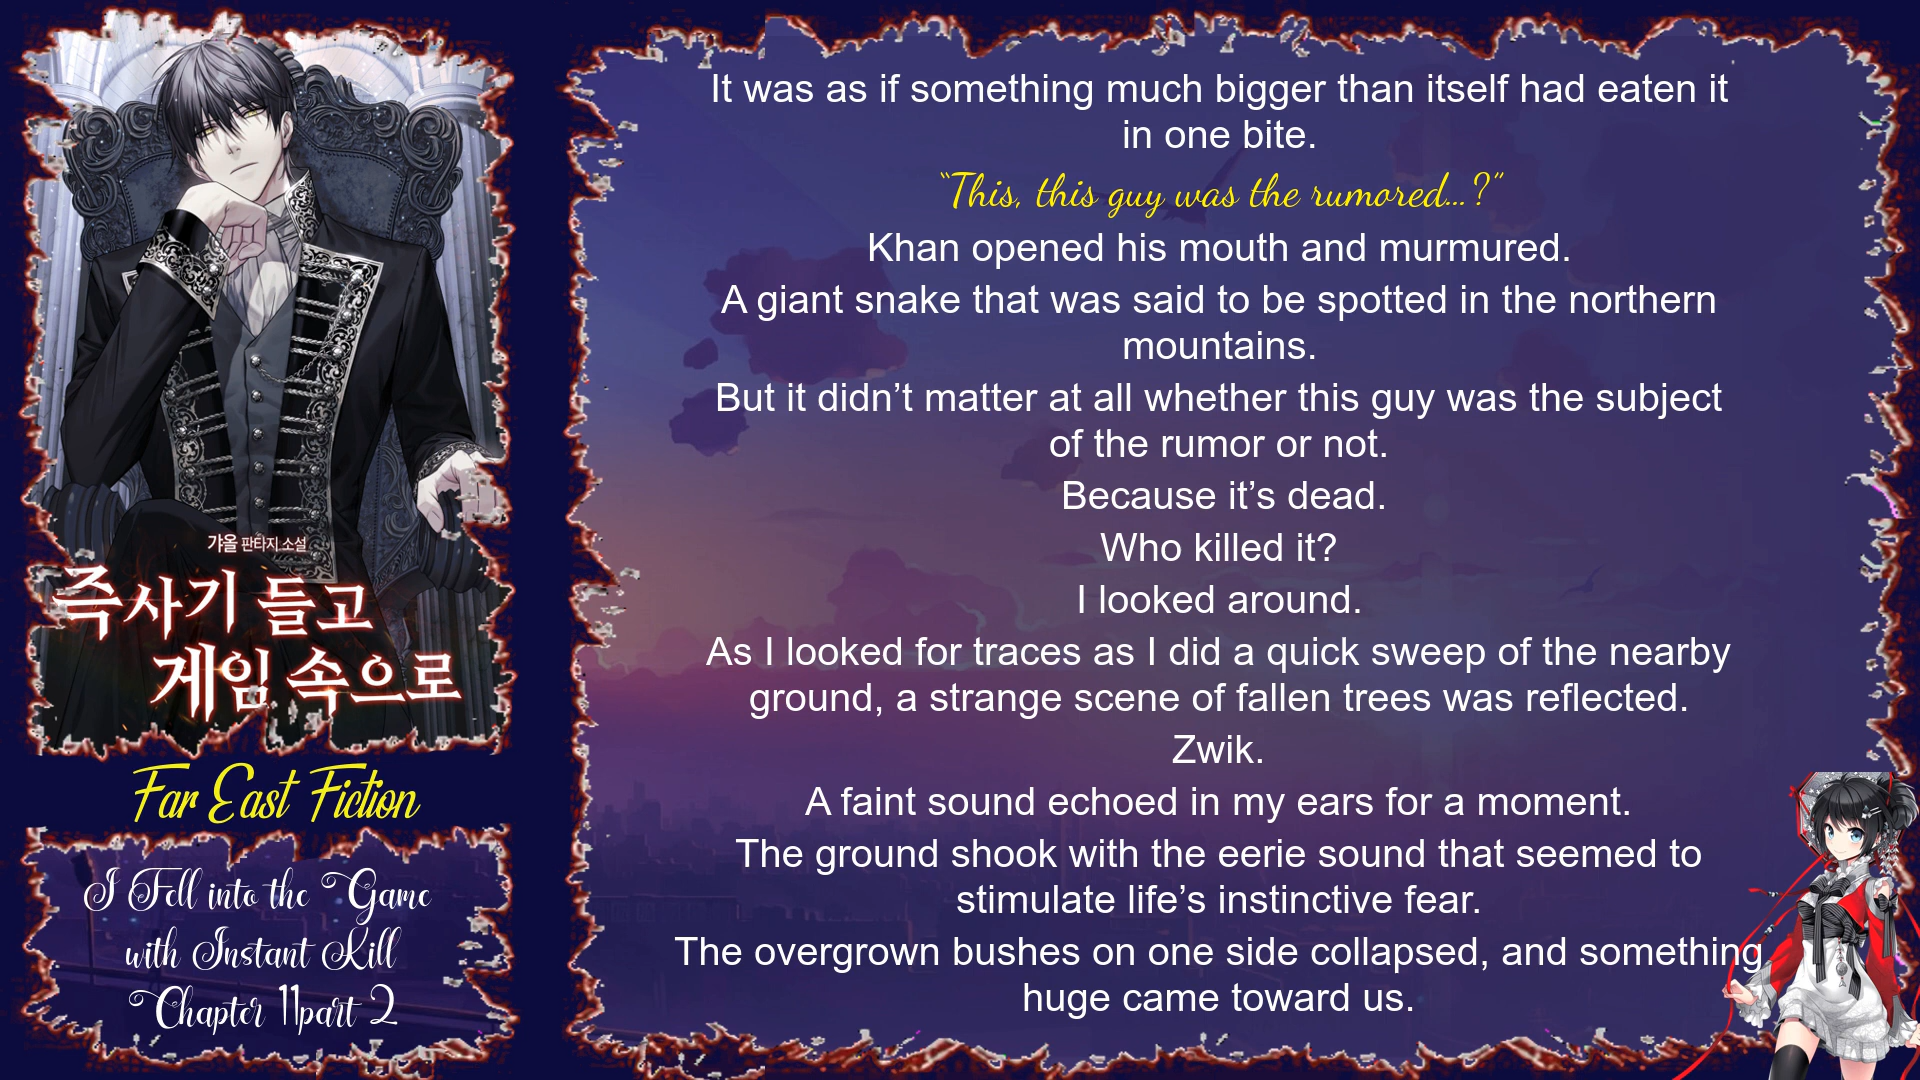 갸올 판타지 소설
즉사기 들고
게임 속으로
Far East Fiction
I Fell into the Game
with Instant Kill
Chapter 11part 2
It was as if something much bigger than itself had eaten it
in one bite.
“This, this guy was the rumored…?”
Khan opened his mouth and murmured.
A giant snake that was said to be spotted in the northern
mountains.
But it didn’t matter at all whether this guy was the subject
of the rumor or not.
Because it’s dead.
Who killed it?
I looked around.
As I looked for traces as I did a quick sweep of the nearby
ground, a strange scene of fallen trees was reflected.
Zwik.
A faint sound echoed in my ears for a moment.
The ground shook with the eerie sound that seemed to
stimulate life’s instinctive fear.
The overgrown bushes on one side collapsed, and something
huge came toward us.